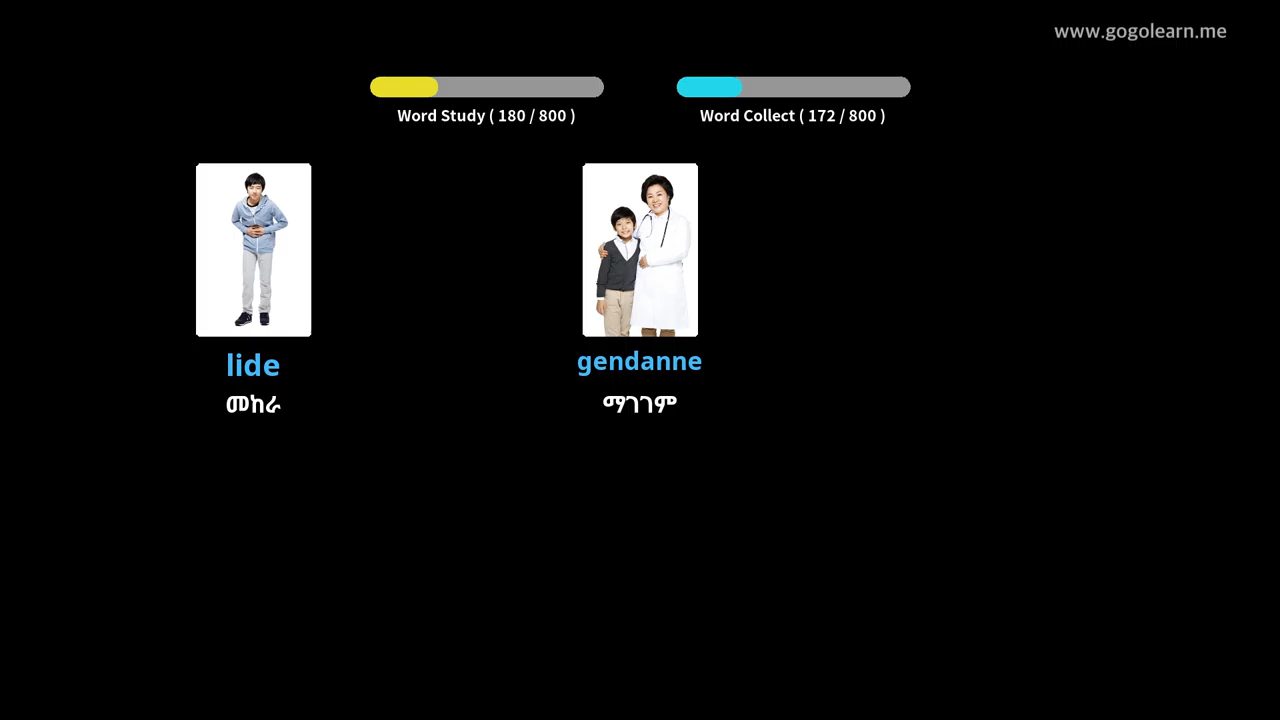 www.gogolearn.me
Word Study ( 180 / 800 )
Word Collect ( 172 / 800 )
lide
መከራ
gendanne
ማገገም